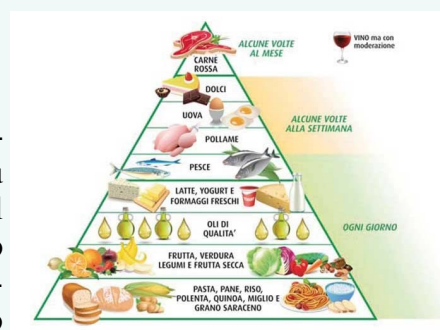 ALCUNE VOLTE
AL MESE
VINO ma con
moderazione
CARNE
ROSSA
DOLCI
UOVA
ALCUNE VOLTE
ALLA SETTIMANA
POLLAME
PESCE
LATTE, YOGURT E
FORMAGGI FRESCHI
OLI DI
QUALITA'
OGNI GIORNO
FRUTTA, VERDURA
LEGUMI E FRUTTA SECCA
PASTA, PANE, RISO,
POLENTA, QUINOA, MIGLIO E
GRANO SARACENO